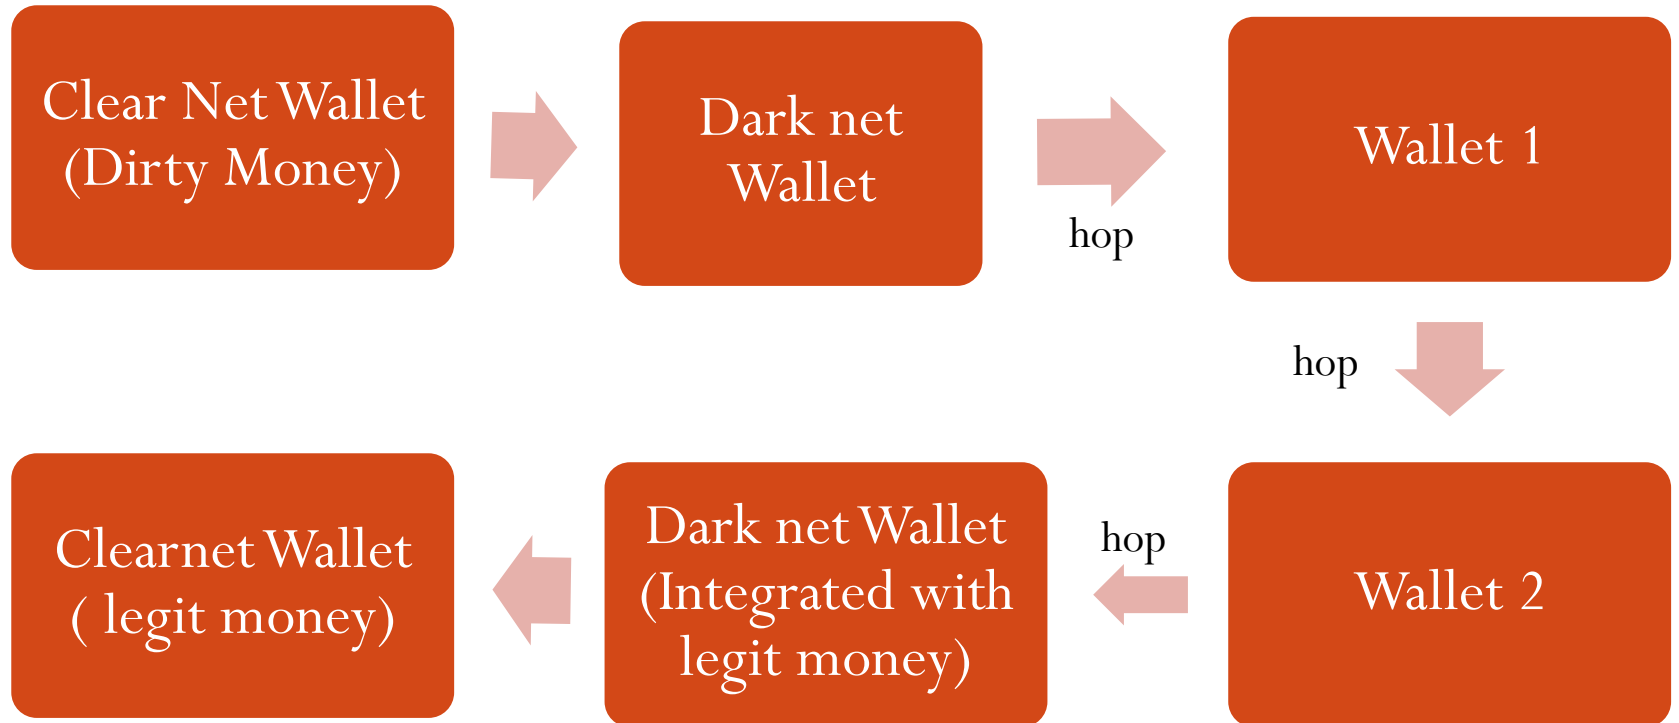 Clear Net Wallet
(Dirty Money)
Dark net
Wallet
hop
Wallet 1
hop
Clearnet Wallet
( legit money)
Dark net Wallet
(Integrated with
legit money)
hop
Wallet 2